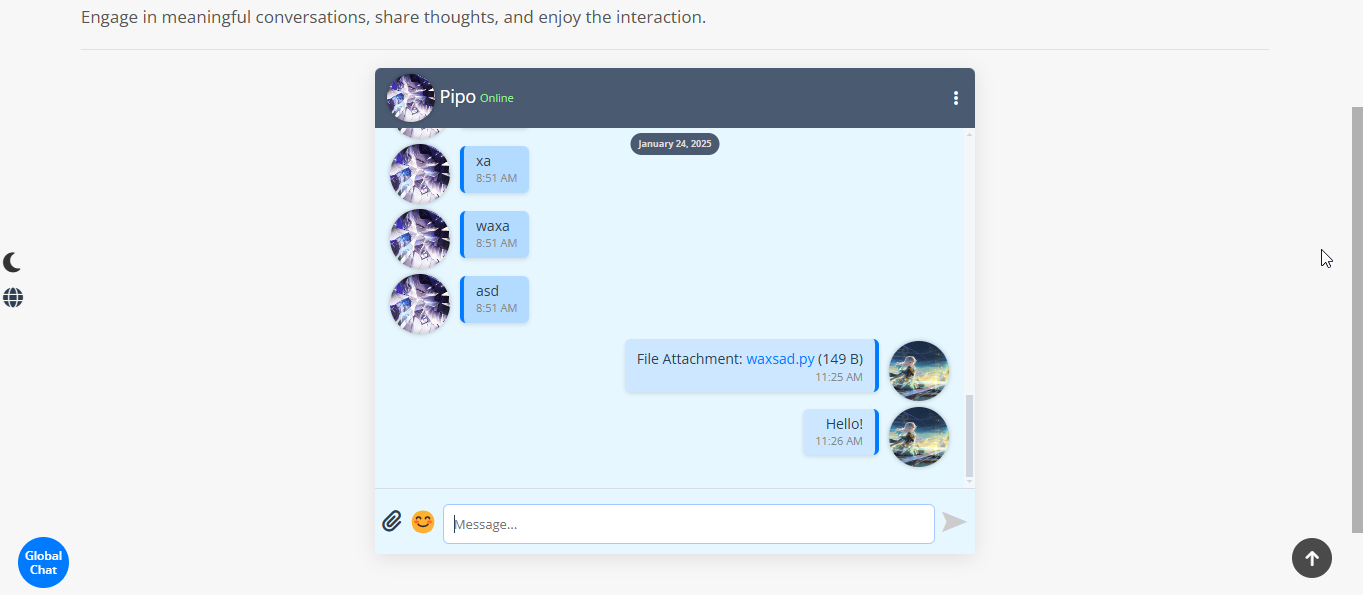 Engage in meaningful conversations, share thoughts, and enjoy the interaction.
Pipo Online
January 24, 2025
xa
8:51 AM
waxa
8:51 AM
asd
8:51 AM
File Attachment: waxsad.py (149 B)
11:25 AM
Hello!
11:26 AM
Message...
Global
Chat